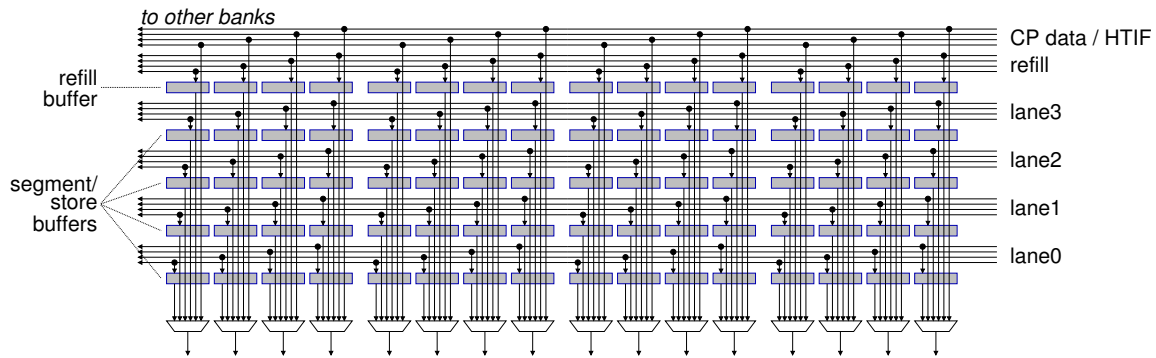 to other banks
CP data / HTIF
refill
refill
buffer
lane3
lane2
segment/
store
buffers
lane1
lane0